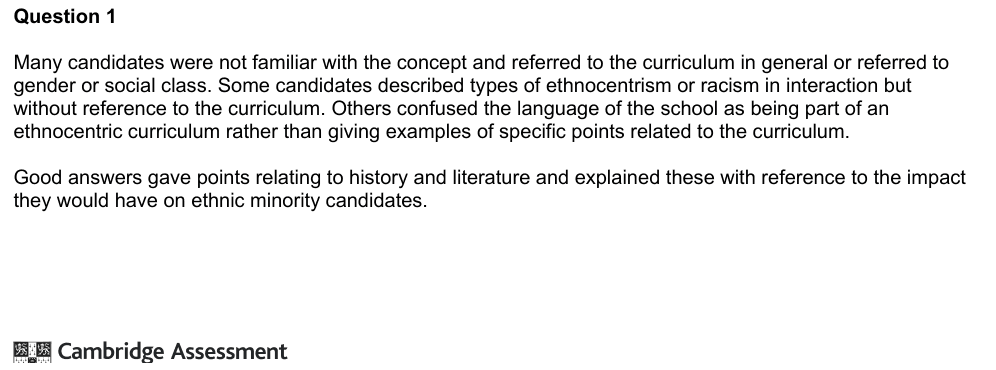 Question 1
Many candidates were not familiar with the concept and referred to the curriculum in general or referred to
gender or social class. Some candidates described types of ethnocentrism or racism in interaction but
without reference to the curriculum. Others confused the language of the school as being part of an
ethnocentric curriculum rather than giving examples of specific points related to the curriculum.
Good answers gave points relating to history and literature and explained these with reference to the impact
they would have on ethnic minority candidates.
Cambridge Assessment